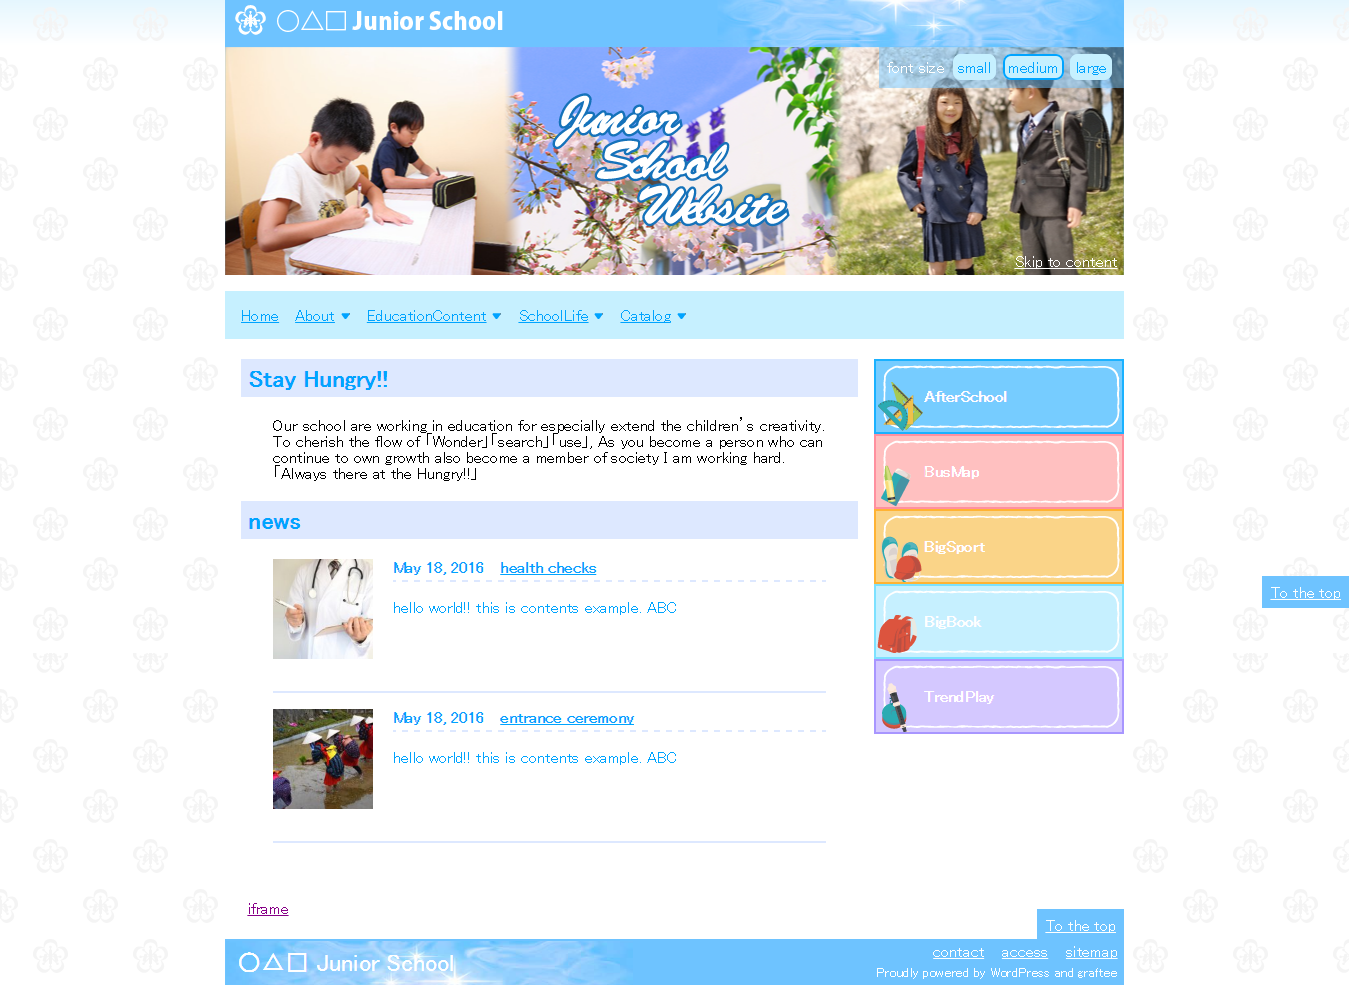 ○△□ Junior School
font size small medium large
Junior
School
Website
Skip to content
Home About EducationContent SchoolLife Catalog
Stay Hungry!!
Our school are working in education for especially extend the children’s creativity.
To cherish the flow of 「Wonder」「search」「use」, As you become a person who can
continue to own growth also become a member of society I am working hard.
「Always there at the Hungry!!」
news
May 18, 2016 health checks
hello world!! this is contents example. ABC
May 18, 2016 entrance ceremony
hello world!! this is contents example. ABC
AfterSchool
BusMap
BigSport
BigBook
TrendPlay
To the top
iframe
To the top
○△□ Junior School
contact access sitemap
Proudly powered by WordPress and graftee